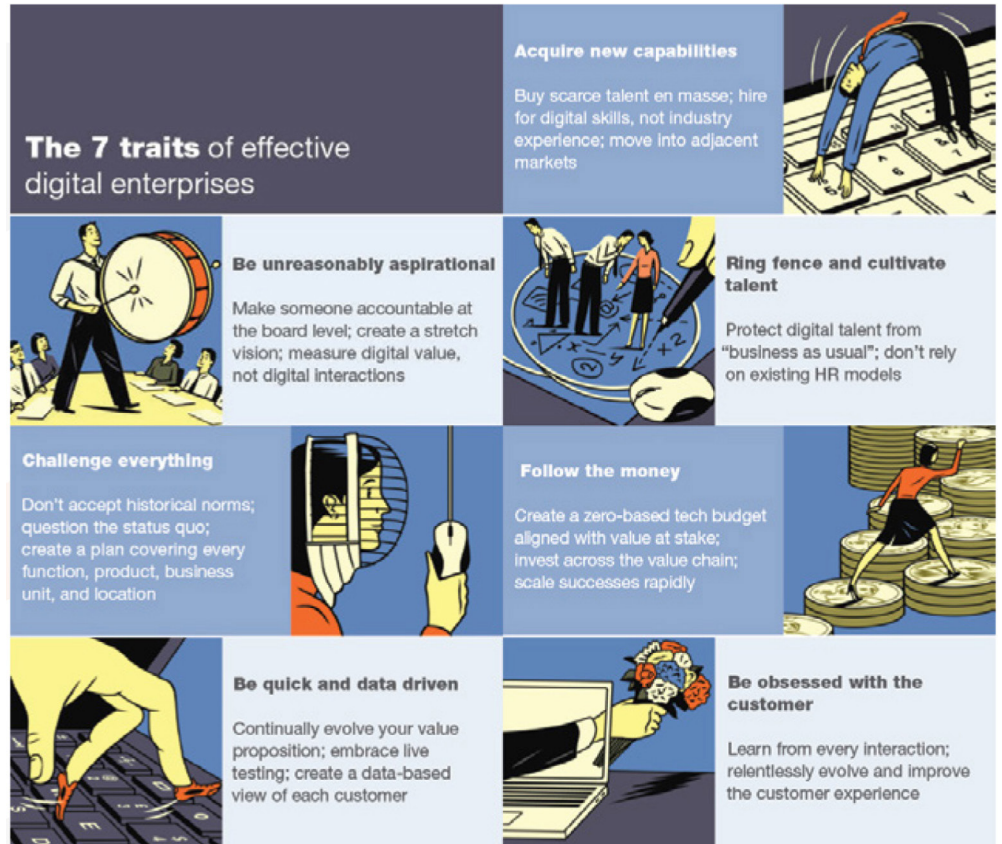 The 7 traits of effective
digital enterprises
Acquire new capabilities
Buy scarce talent en masse; hire
for digital skills, not industry
experience; move into adjacent
markets
Be unreasonably aspirational
Make someone accountable at
the board level; create a stretch
vision; measure digital value,
not digital interactions
Ring fence and cultivate
talent
Protect digital talent from
“business as usual”; don’t rely
on existing HR models
Challenge everything
Don’t accept historical norms;
question the status quo;
create a plan covering every
function, product, business
unit, and location
Follow the money
Create a zero-based tech budget
aligned with value at stake;
invest across the value chain;
scale successes rapidly
Be quick and data driven
Continually evolve your value
proposition; embrace live
testing; create a data-based
view of each customer
Be obsessed with the
customer
Learn from every interaction;
relentlessly evolve and improve
the customer experience